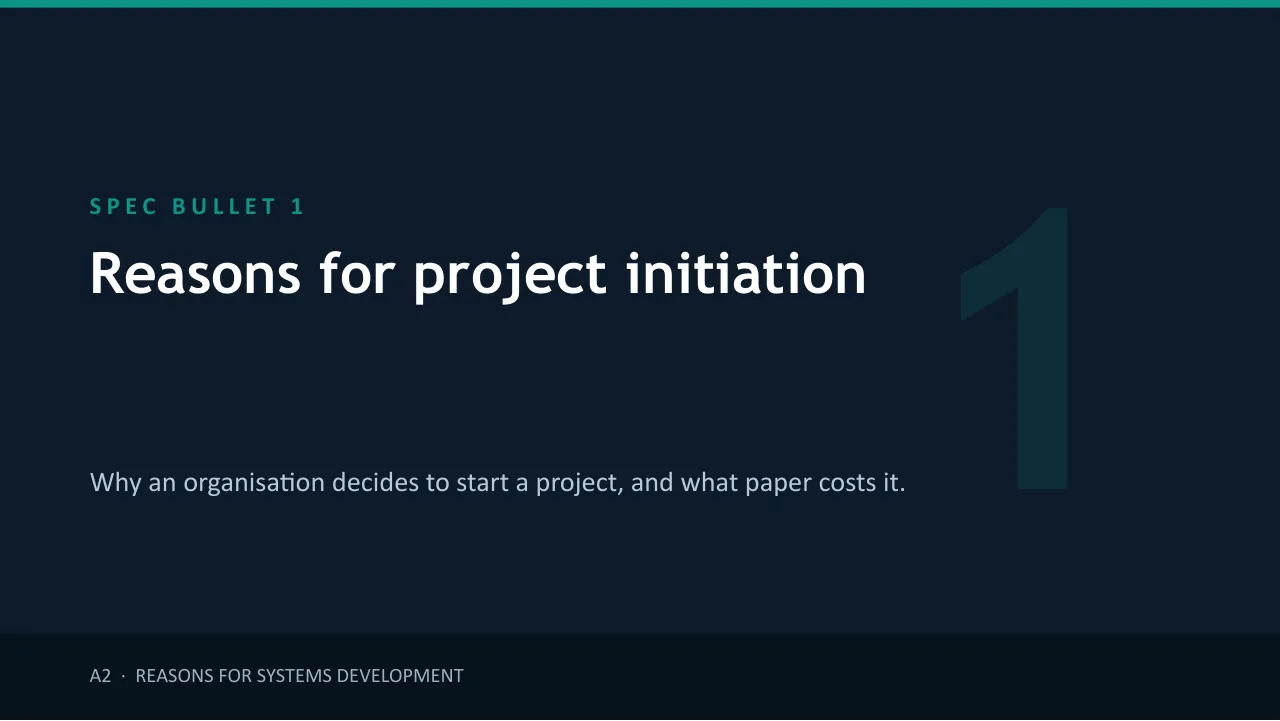 SPEC BULLET 1
Reasons for project initiation
1
Why an organisation decides to start a project, and what paper costs it.
A2 · REASONS FOR SYSTEMS DEVELOPMENT